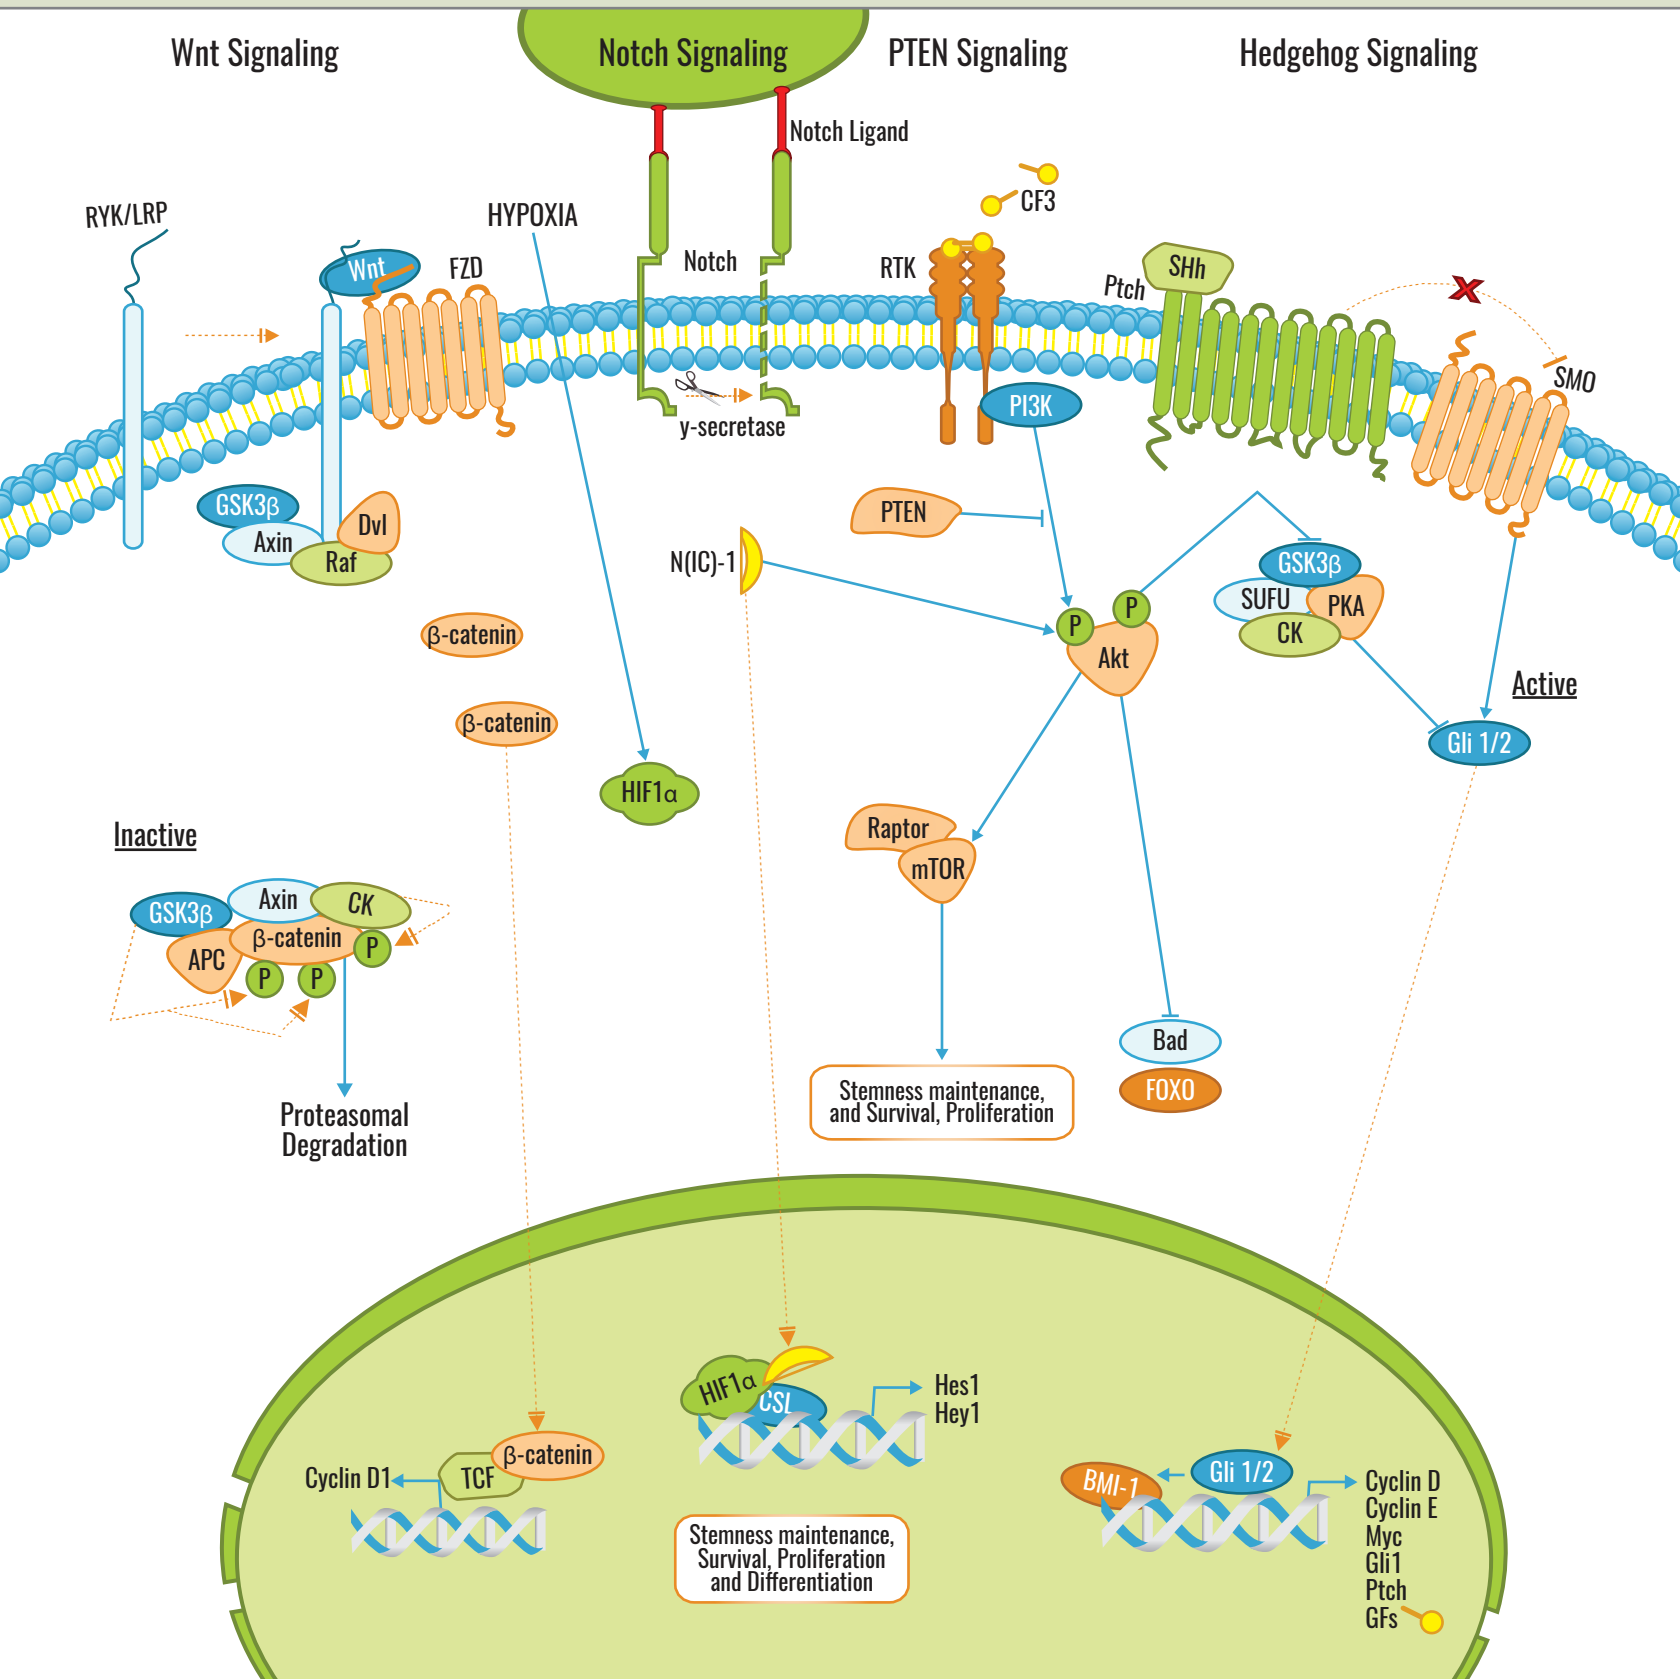 Wnt Signaling
Notch Signaling
PTEN Signaling
Hedgehog Signaling
Notch Ligand
CF3
RYK/LRP
HYPOXIA
Wnt
FZD
Notch
RTK
Ptch
SHh
X
SMO
y-secretase
PI3K
GSK3β
Axin
Dvl
Raf
PTEN
N(IC)-1
GSK3β
SUFU
PKA
CK
P
P
Akt
β-catenin
β-catenin
Active
Gli 1/2
HIF1α
Raptor
mTOR
Inactive
GSK3β
Axin
CK
β-catenin
APC
P
P
P
Proteasomal
Degradation
Bad
FOXO
Stemness maintenance,
and Survival, Proliferation
HIF1α
CSL
Hes1
Hey1
Cyclin D1
TCF
β-catenin
BMI-1
Gli 1/2
Cyclin D
Cyclin E
Myc
Gli1
Ptch
GFs
Stemness maintenance,
Survival, Proliferation
and Differentiation